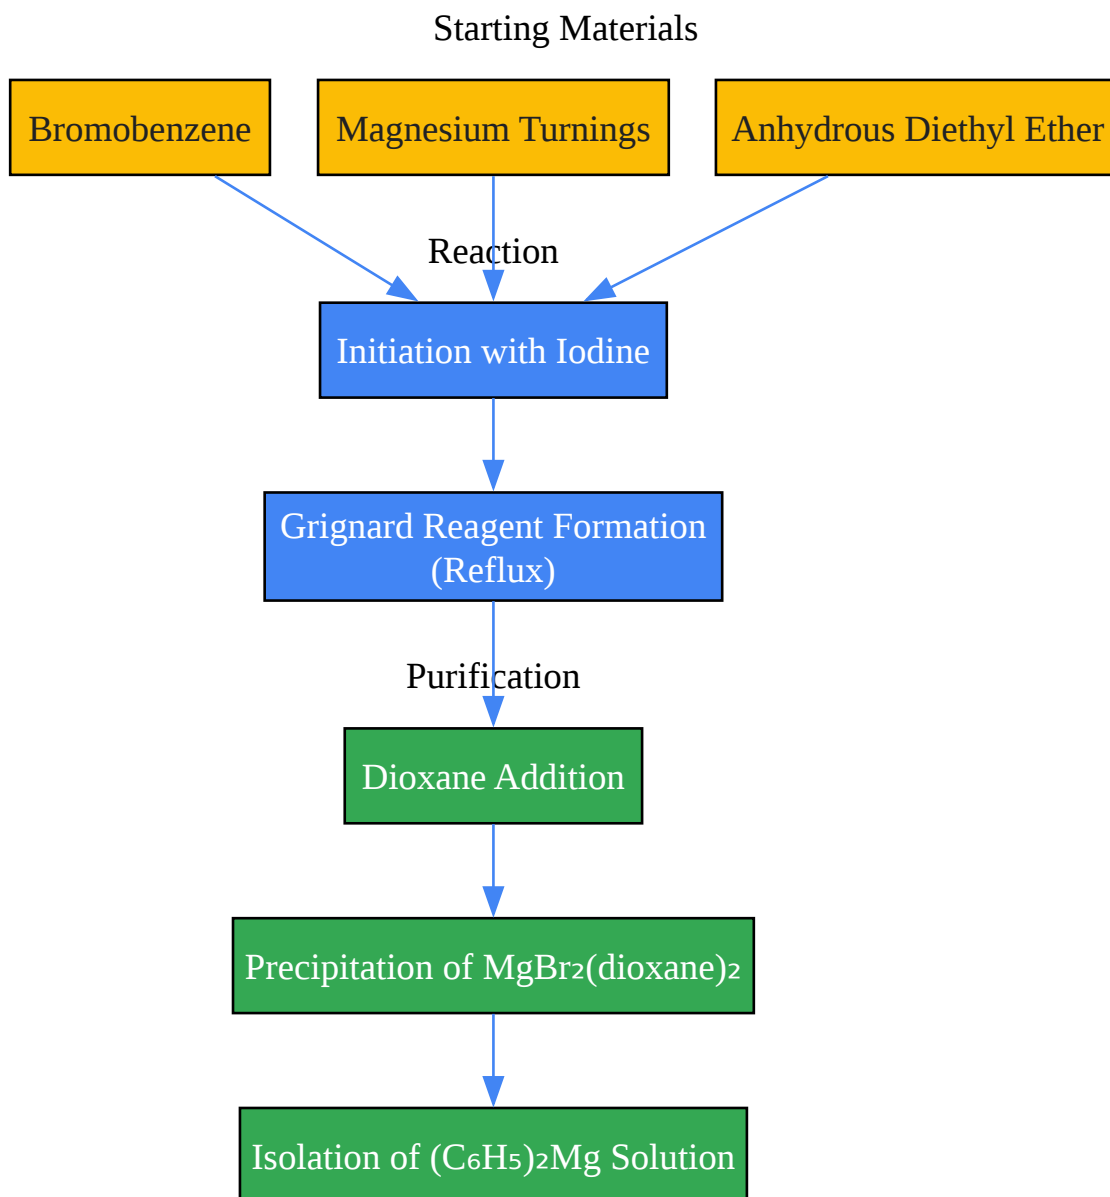 Starting Materials
Bromobenzene
Magnesium Turnings
Anhydrous Diethyl Ether
Reaction
Initiation with Iodine
Grignard Reagent Formation
(Reflux)
Purification
Dioxane Addition
Precipitation of MgBr₂(dioxane)₂
Isolation of (C₆H₅)₂Mg Solution